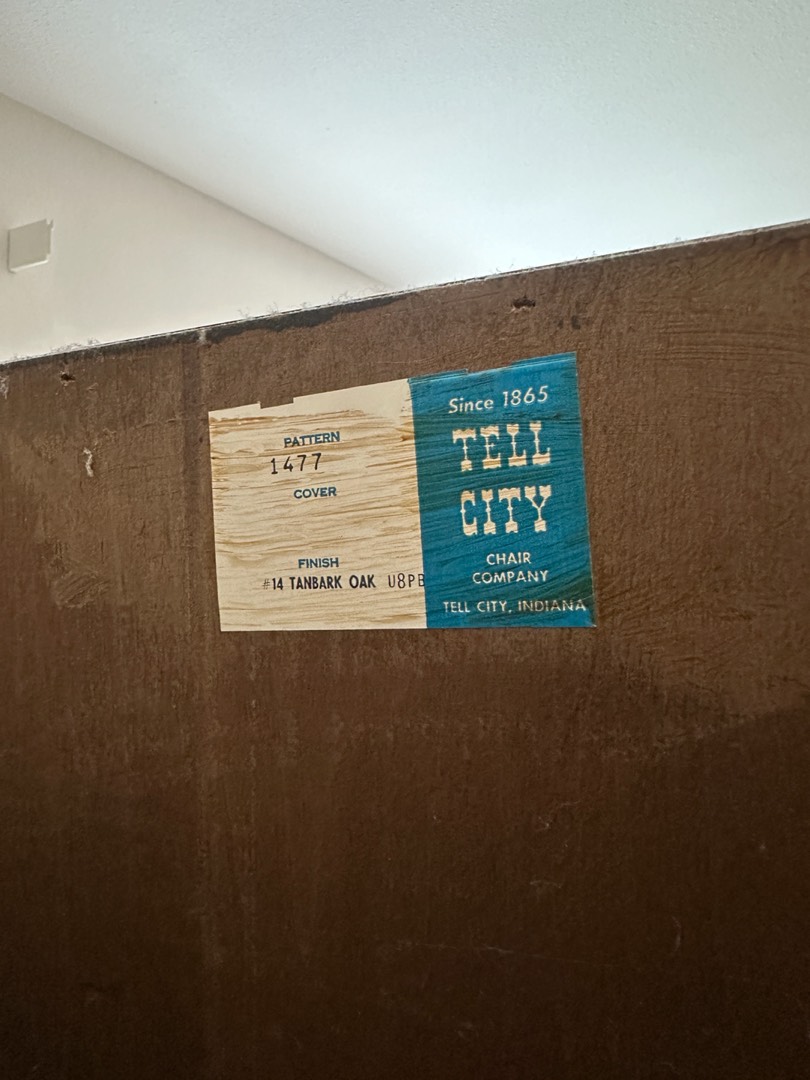 PATTERN
1477
COVER
FINISH
#14 TANBARK OAK U8PB
Since 1865
TELL
CITY
CHAIR
COMPANY
TELL CITY, INDIANA